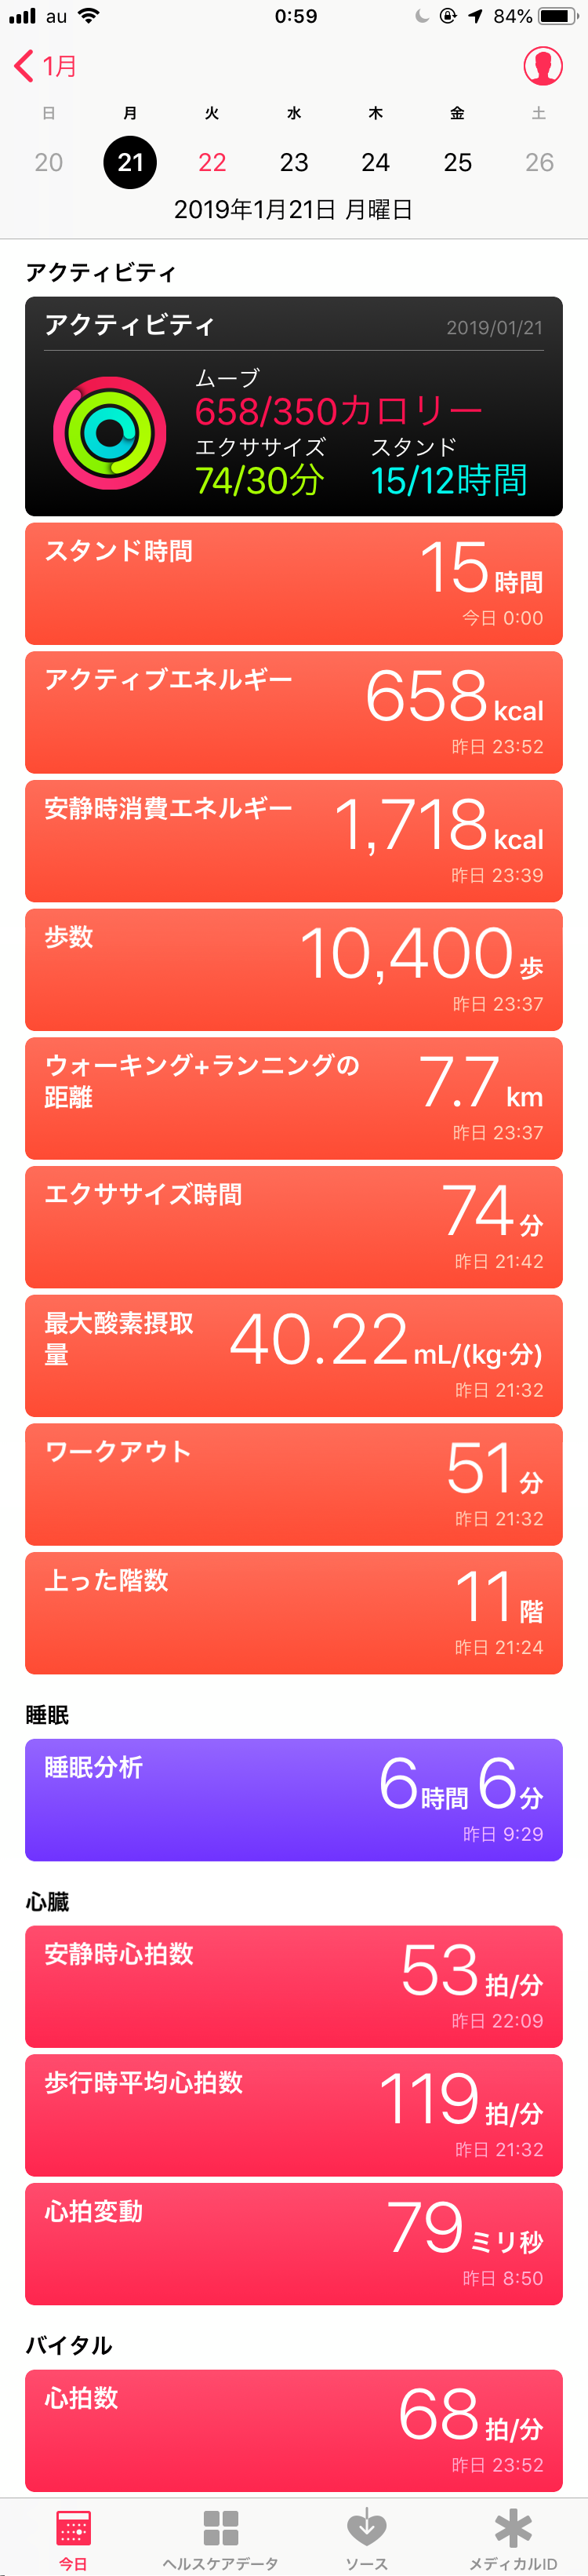 au 0:59 84%
1月
日 月 火 水 木 金 土
20 21 22 23 24 25 26
2019年1月21日 月曜日
アクティビティ
アクティビティ 2019/01/21
ムーブ
658/350カロリー
エクササイズ スタンド
74/30分 15/12時間
スタンド時間 15時間
今日 0:00
アクティブエネルギー 658 kcal
昨日 23:52
安静時消費エネルギー 1,718 kcal
昨日 23:39
歩数 10,400歩
昨日 23:37
ウォーキング+ランニングの
距離 7.7 km
昨日 23:37
エクササイズ時間 74分
昨日 21:42
最大酸素摂取
量 40.22 mL/(kg·分)
昨日 21:32
ワークアウト 51分
昨日 21:32
上った階数 11階
昨日 21:24
睡眠
睡眠分析 6時間6分
昨日 9:29
心臓
安静時心拍数 53拍/分
昨日 22:09
歩行時平均心拍数 119拍/分
昨日 21:32
心拍変動 79ミリ秒
昨日 8:50
バイタル
心拍数 68拍/分
昨日 23:52
今日 ヘルスケアデータ ソース メディカルID